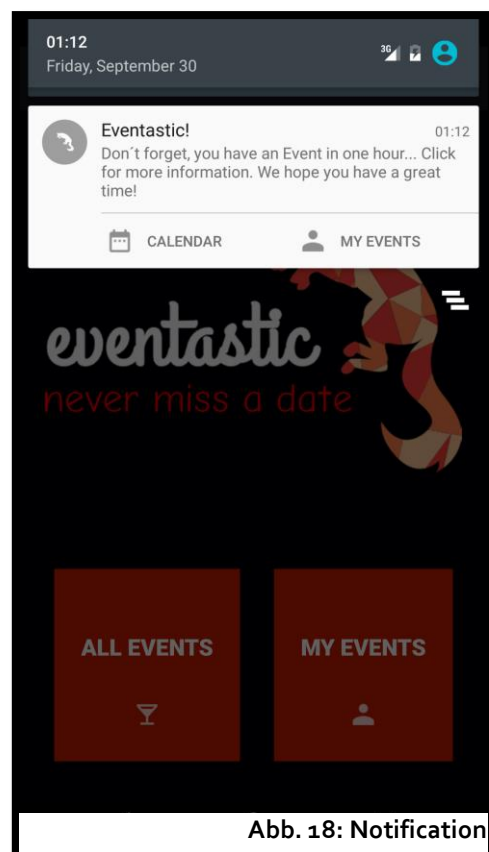 01:12
Friday, September 30
3G
Eventastic!
01:12
Don´t forget, you have an Event in one hour... Click
for more information. We hope you have a great
time!
CALENDAR
MY EVENTS
eventastic
never miss a date
ALL EVENTS
MY EVENTS
Abb. 18: Notification